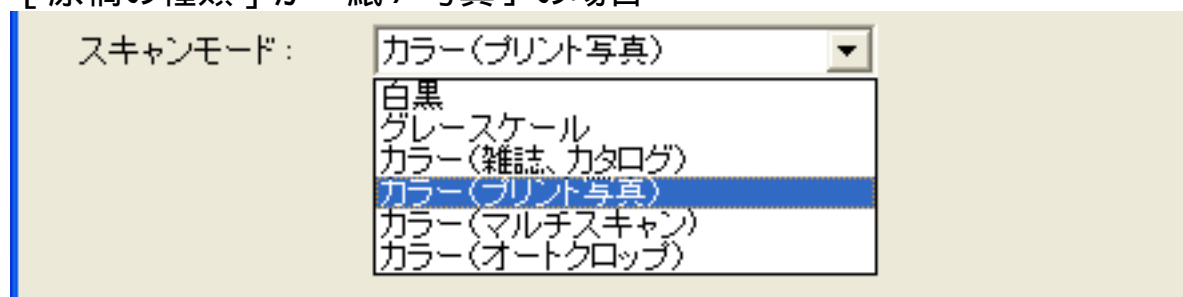 スキャンモード： カラー（プリント写真）
白黒
グレースケール
カラー（雑誌、カタログ）
カラー（プリント写真）
カラー（マルチスキャン）
カラー（オートクロップ）